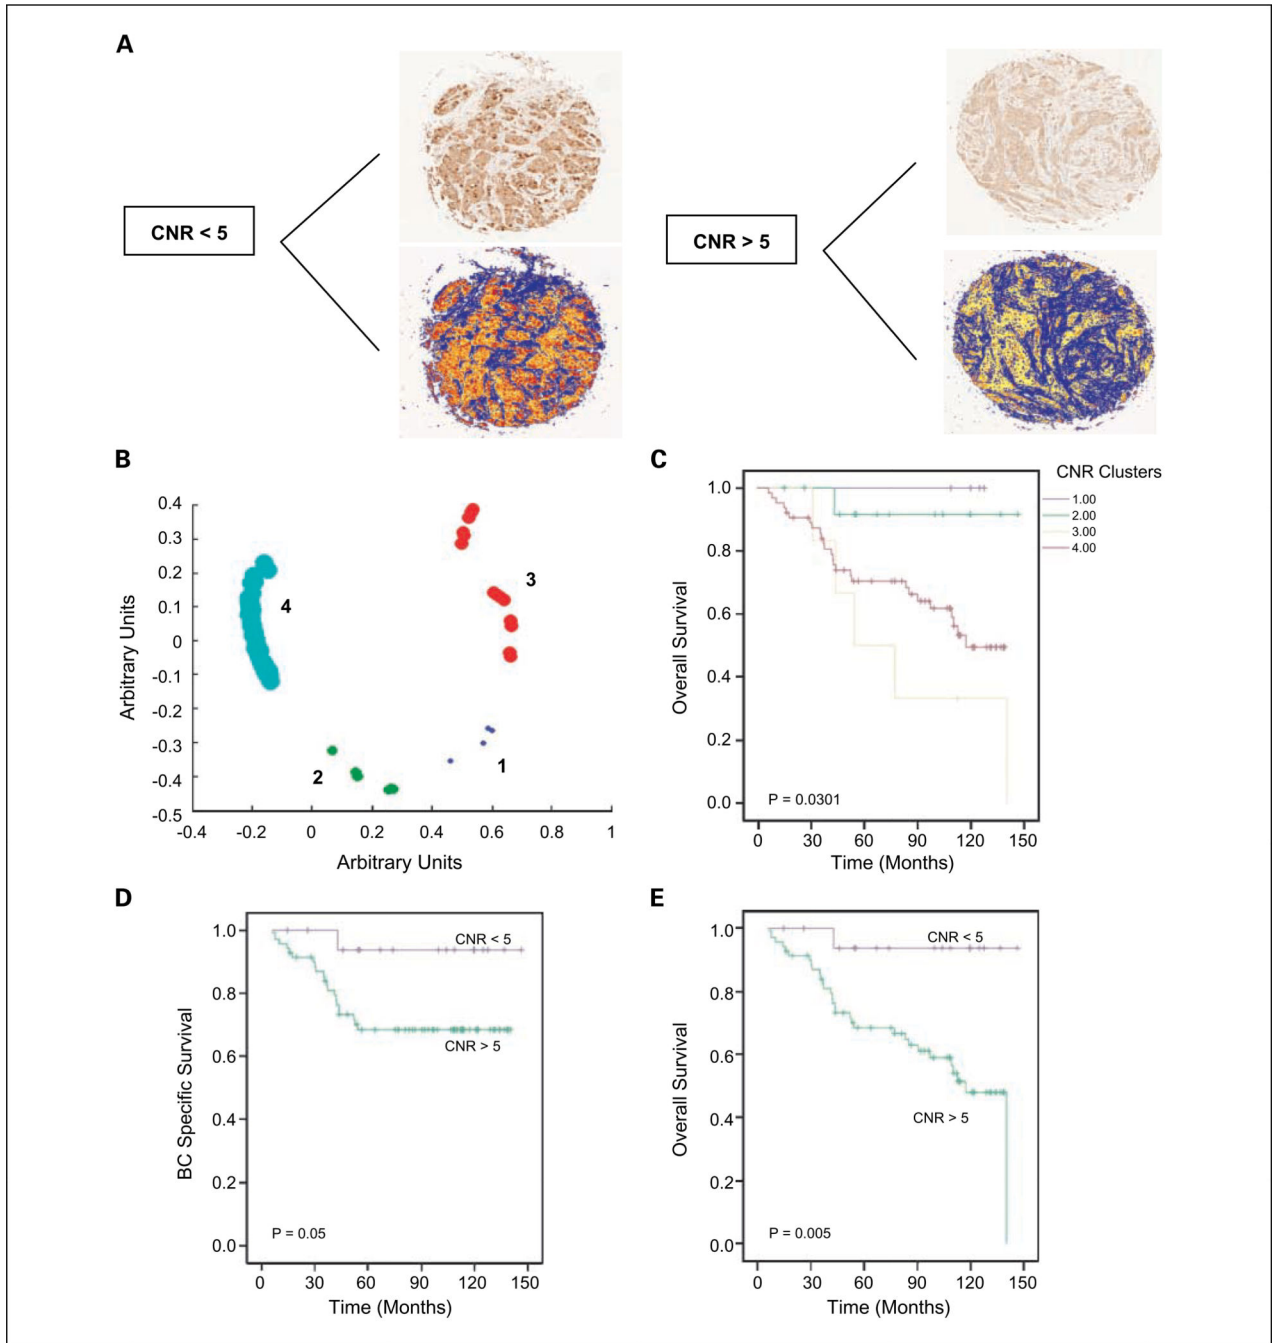 A
CNR < 5
CNR > 5
B
0.4
0.3
0.2
0.1
0
-0.1
-0.2
-0.3
-0.4
-0.5
-0.4
-0.2
0
0.2
0.4
0.6
0.8
1
Arbitrary Units
Arbitrary Units
4
3
2
1
C
CNR Clusters
1.00
2.00
3.00
4.00
1.0
0.8
0.6
0.4
0.2
0.0
Overall Survival
P = 0.0301
0 30 60 90 120 150
Time (Months)
D
1.0
0.8
0.6
0.4
0.2
0.0
BC Specific Survival
CNR < 5
CNR > 5
P = 0.05
0 30 60 90 120 150
Time (Months)
E
1.0
0.8
0.6
0.4
0.2
0.0
Overall Survival
CNR < 5
CNR > 5
P = 0.005
0 30 60 90 120 150
Time (Months)